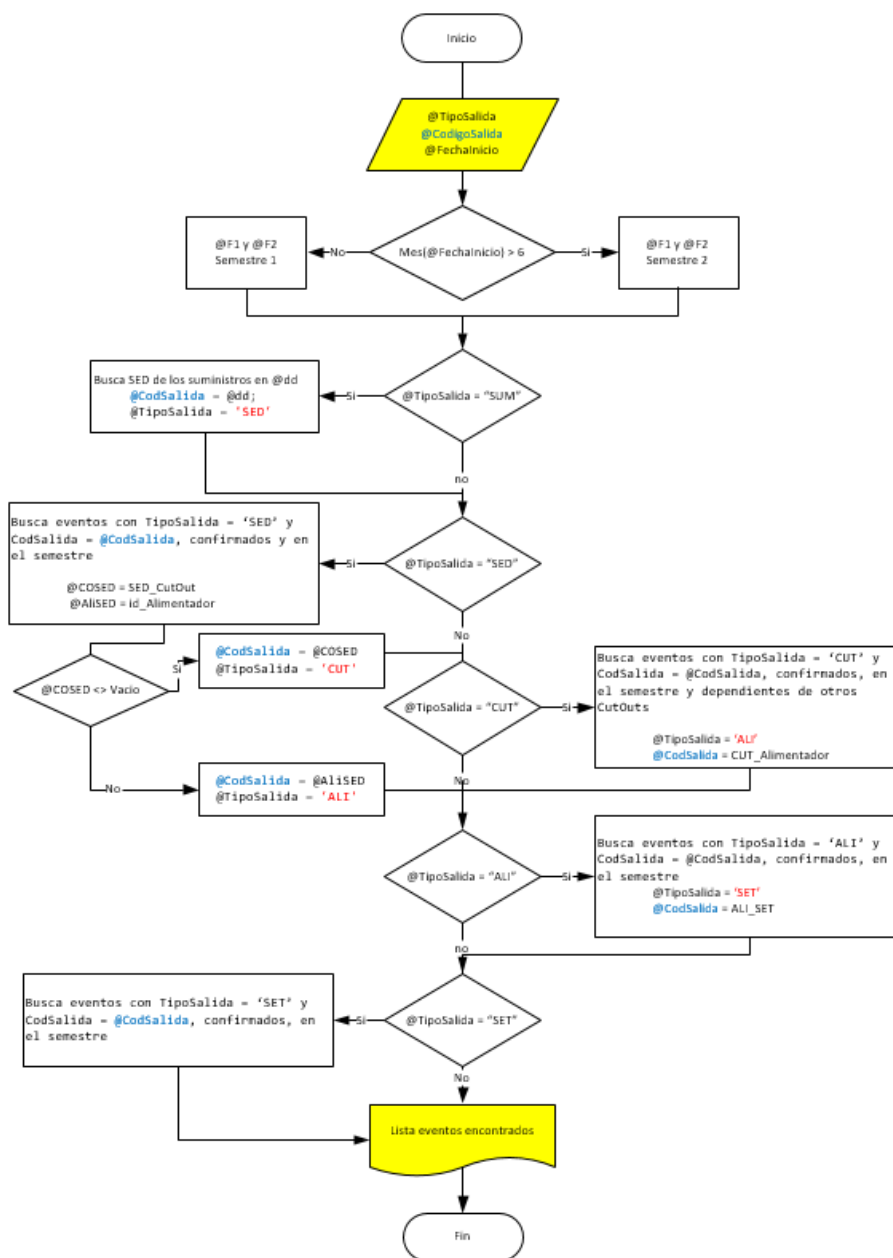 Inicio
@TipoSalida
@CodigoSalida
@FechaInicio
@F1 y @F2
Semestre 1
No
Mes(@FechaInicio) > 6
Si
@F1 y @F2
Semestre 2
Busca SED de los suministros en @dd
@CodSalida = @dd;
@TipoSalida = 'SED'
Si
@TipoSalida = "SUM"
no
Busca eventos con TipoSalida = 'SED' y
CodSalida = @CodSalida, confirmados y en
el semestre
@COSED = SED_CutOut
@AliSED = id_Alimentador
Si
@TipoSalida = "SED"
No
@COSED <> Vacio
Si
@CodSalida = @COSED
@TipoSalida = 'CUT'
@TipoSalida = "CUT"
Si
Busca eventos con TipoSalida = 'CUT' y
CodSalida = @CodSalida, confirmados, en
el semestre y dependientes de otros
CutOuts
@TipoSalida = 'ALI'
@CodSalida = CUT_Alimentador
No
No
@CodSalida = @AliSED
@TipoSalida = 'ALI'
@TipoSalida = "ALI"
Si
Busca eventos con TipoSalida = 'ALI' y
CodSalida = @CodSalida, confirmados, en
el semestre
@TipoSalida = 'SET'
@CodSalida = ALI_SET
no
Busca eventos con TipoSalida = 'SET' y
CodSalida = @CodSalida, confirmados, en
el semestre
Si
@TipoSalida = "SET"
No
Lista eventos encontrados
Fin